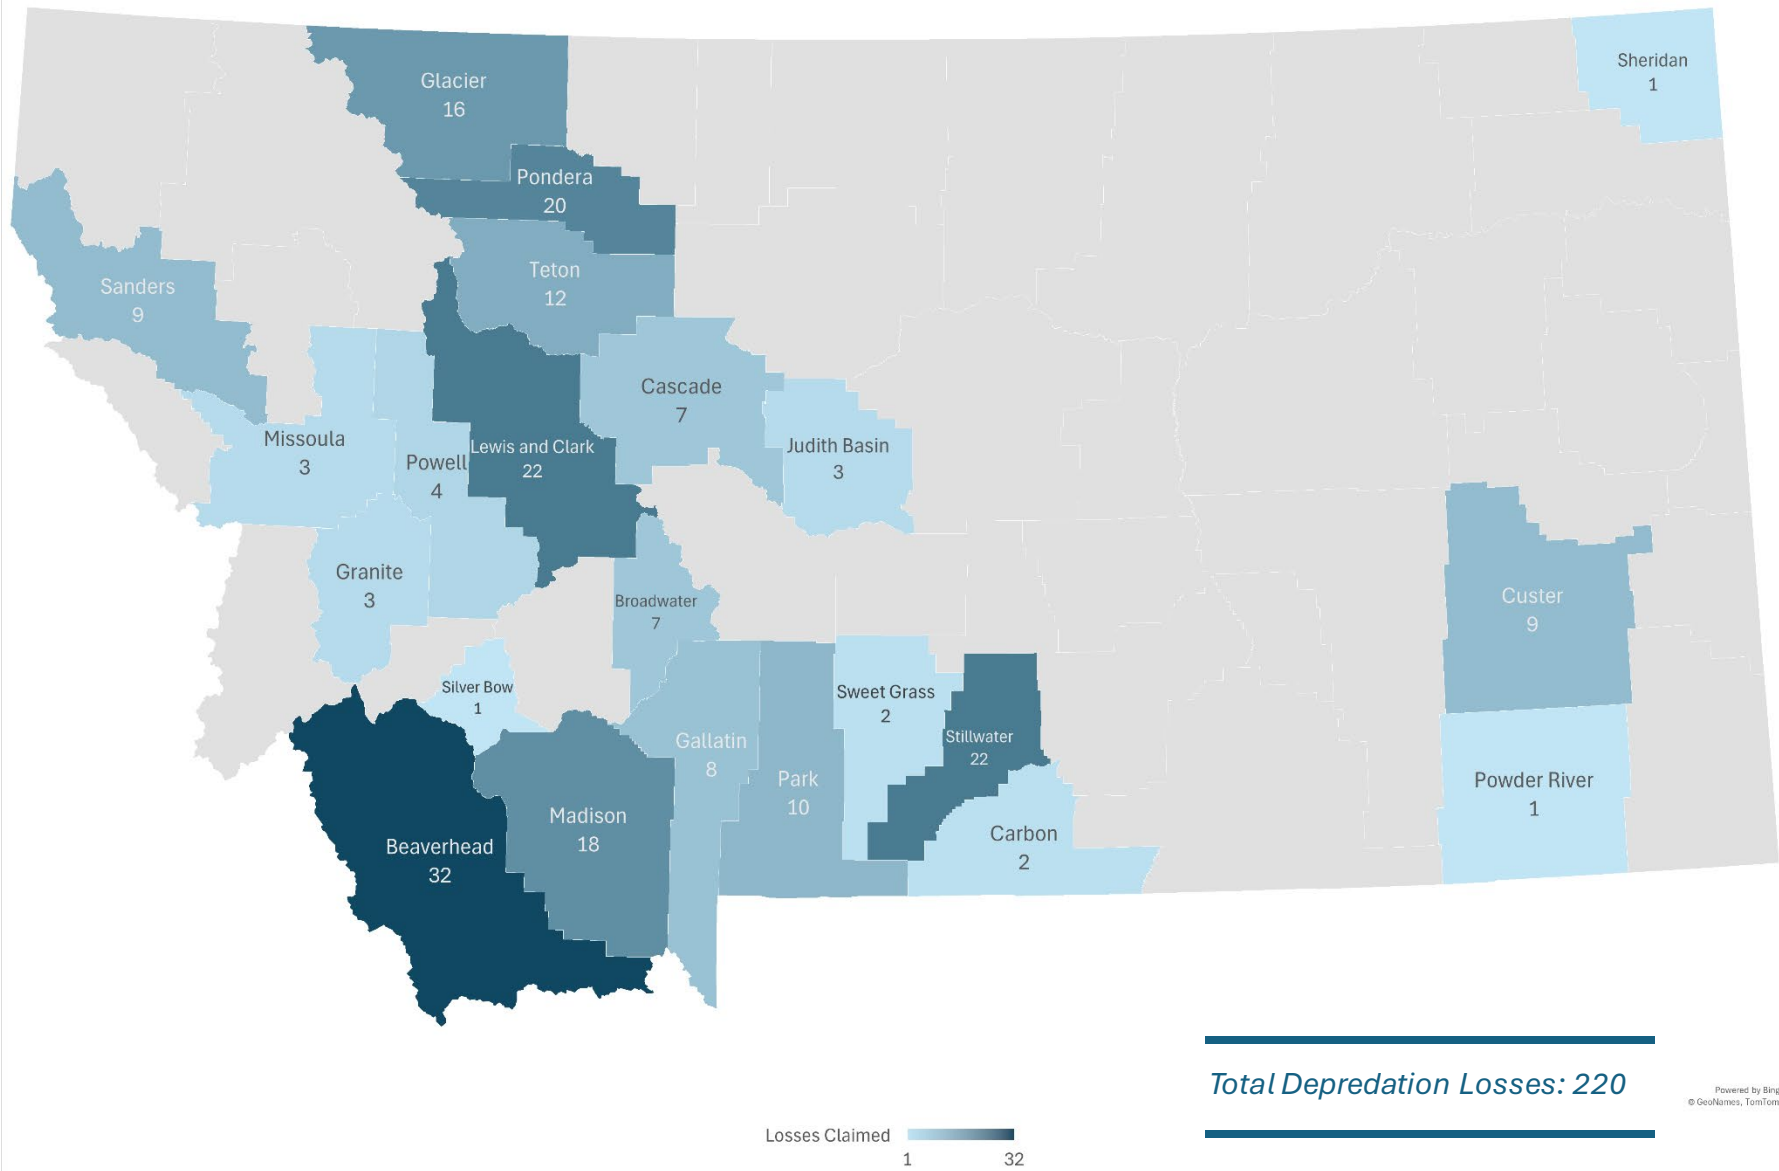 Sheridan
1
Glacier
16
Pondera
20
Teton
12
Sanders
9
Cascade
7
Missoula
3
Powell
4
Lewis and Clark
22
Judith Basin
3
Granite
3
Broadwater
7
Custer
9
Silver Bow
1
Sweet Grass
2
Stillwater
22
Gallatin
8
Park
10
Powder River
1
Madison
18
Carbon
2
Beaverhead
32
Total Depredation Losses: 220
Powered by Bing
© GeoNames, TomTom
Losses Claimed
1 32